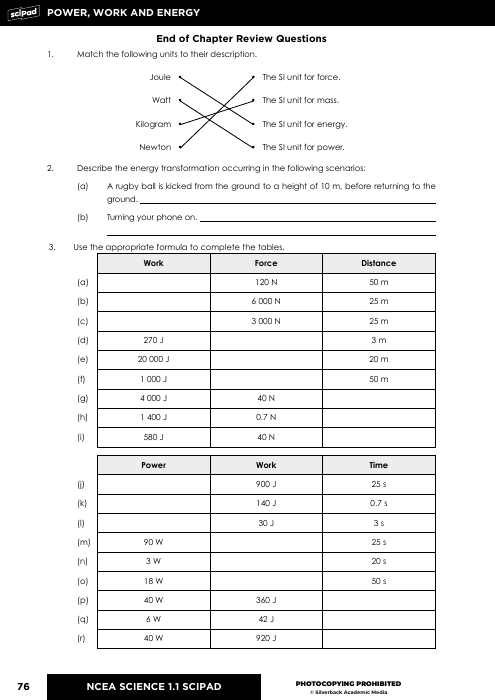 scipad POWER, WORK AND ENERGY
End of Chapter Review Questions
1. Match the following units to their description.
Joule The SI unit for force.
Watt The SI unit for mass.
Kilogram The SI unit for energy.
Newton The SI unit for power.
2. Describe the energy transformation occurring in the following scenarios:
(a) A rugby ball is kicked from the ground to a height of 10 m, before returning to the
ground.
(b) Turning your phone on.
3. Use the appropriate formula to complete the tables.
Work Force Distance
(a) 120 N 50 m
(b) 6 000 N 25 m
(c) 3 000 N 25 m
(d) 270 J 3 m
(e) 20 000 J 20 m
(f) 1 000 J 50 m
(g) 4 000 J 40 N
(h) 1 400 J 0.7 N
(i) 580 J 40 N
Power Work Time
(j) 900 J 25 s
(k) 140 J 0.7 s
(l) 30 J 3 s
(m) 90 W 25 s
(n) 3 W 20 s
(o) 18 W 50 s
(p) 40 W 360 J
(q) 6 W 42 J
(r) 40 W 920 J
76 NCEA SCIENCE 1.1 SCIPAD PHOTOCOPYING PROHIBITED
© Silverback Academic Media